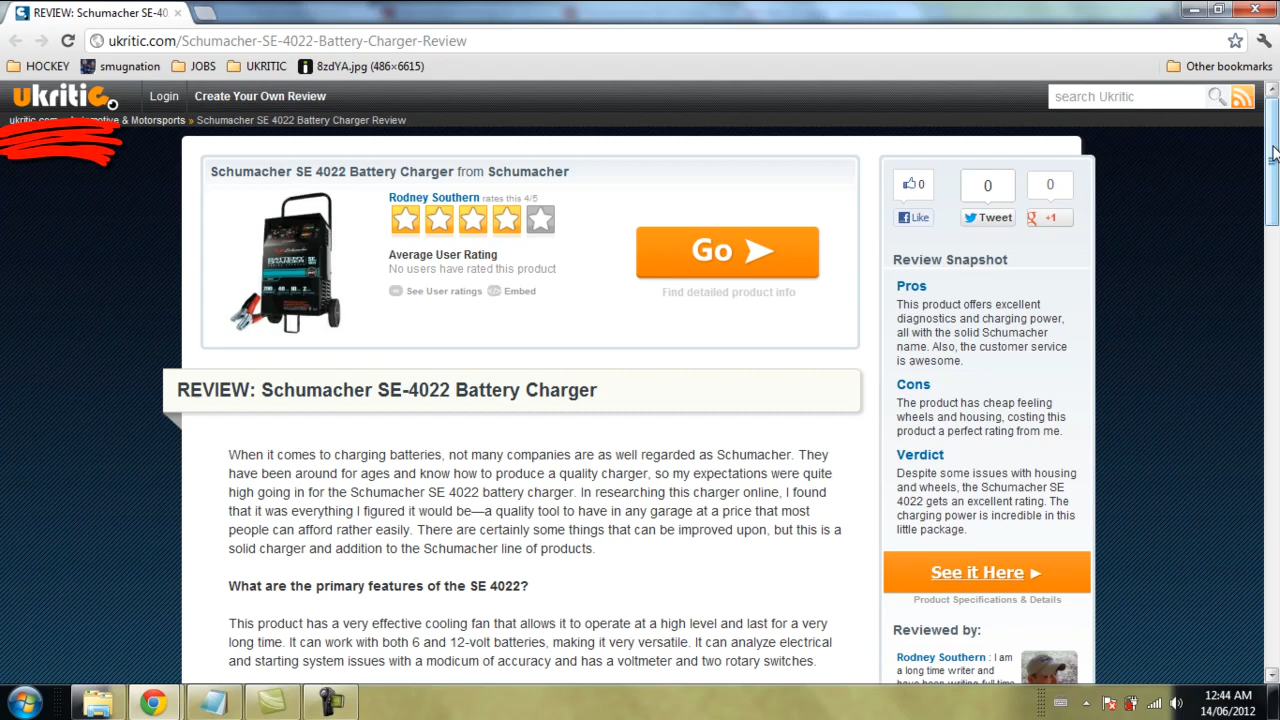 REVIEW: Schumacher SE-40
ukritic.com/Schumacher-SE-4022-Battery-Charger-Review
HOCKEY smugnation JOBS UKRITIC 8zdYA.jpg (486×6615) Other bookmarks
ukritic Login Create Your Own Review search Ukritic
ukritic.com Automotive & Motorsports » Schumacher SE 4022 Battery Charger Review
Schumacher SE 4022 Battery Charger from Schumacher
Rodney Southern rates this 4/5
Average User Rating
No users have rated this product
See User ratings Embed
Go
Find detailed product info
REVIEW: Schumacher SE-4022 Battery Charger
When it comes to charging batteries, not many companies are as well regarded as Schumacher. They
have been around for ages and know how to produce a quality charger, so my expectations were quite
high going in for the Schumacher SE 4022 battery charger. In researching this charger online, I found
that it was everything I figured it would be—a quality tool to have in any garage at a price that most
people can afford rather easily. There are certainly some things that can be improved upon, but this is a
solid charger and addition to the Schumacher line of products.
What are the primary features of the SE 4022?
This product has a very effective cooling fan that allows it to operate at a high level and last for a very
long time. It can work with both 6 and 12-volt batteries, making it very versatile. It can analyze electrical
and starting system issues with a modicum of accuracy and has a voltmeter and two rotary switches.
0 0 0
Like Tweet +1
Review Snapshot
Pros
This product offers excellent
diagnostics and charging power,
all with the solid Schumacher
name. Also, the customer service
is awesome.
Cons
The product has cheap feeling
wheels and housing, costing this
product a perfect rating from me.
Verdict
Despite some issues with housing
and wheels, the Schumacher SE
4022 gets an excellent rating. The
charging power is incredible in this
little package.
See it Here ►
Product Specifications & Details
Reviewed by:
Rodney Southern : I am
a long time writer and
have been writing full time
12:44 AM
14/06/2012